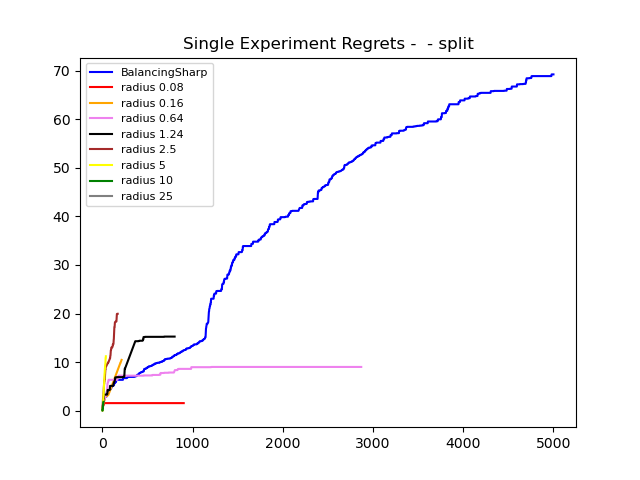 Single Experiment Regrets -  - split
BalancingSharp
radius 0.08
radius 0.16
radius 0.64
radius 1.24
radius 2.5
radius 5
radius 10
radius 25
70
60
50
40
30
20
10
0
0 1000 2000 3000 4000 5000